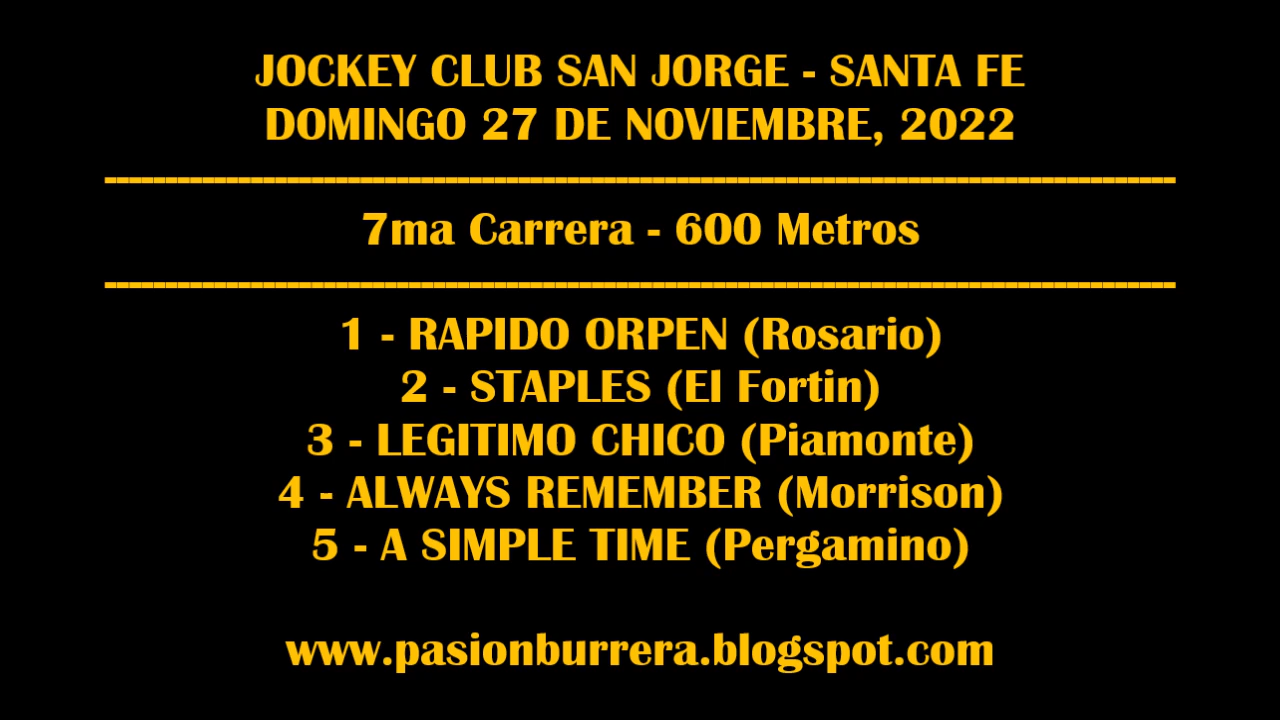 JOCKEY CLUB SAN JORGE - SANTA FE
DOMINGO 27 DE NOVIEMBRE, 2022
7ma Carrera - 600 Metros
1 - RAPIDO ORPEN (Rosario)
2 - STAPLES (El Fortin)
3 - LEGITIMO CHICO (Piamonte)
4 - ALWAYS REMEMBER (Morrison)
5 - A SIMPLE TIME (Pergamino)
www.pasionburrera.blogspot.com